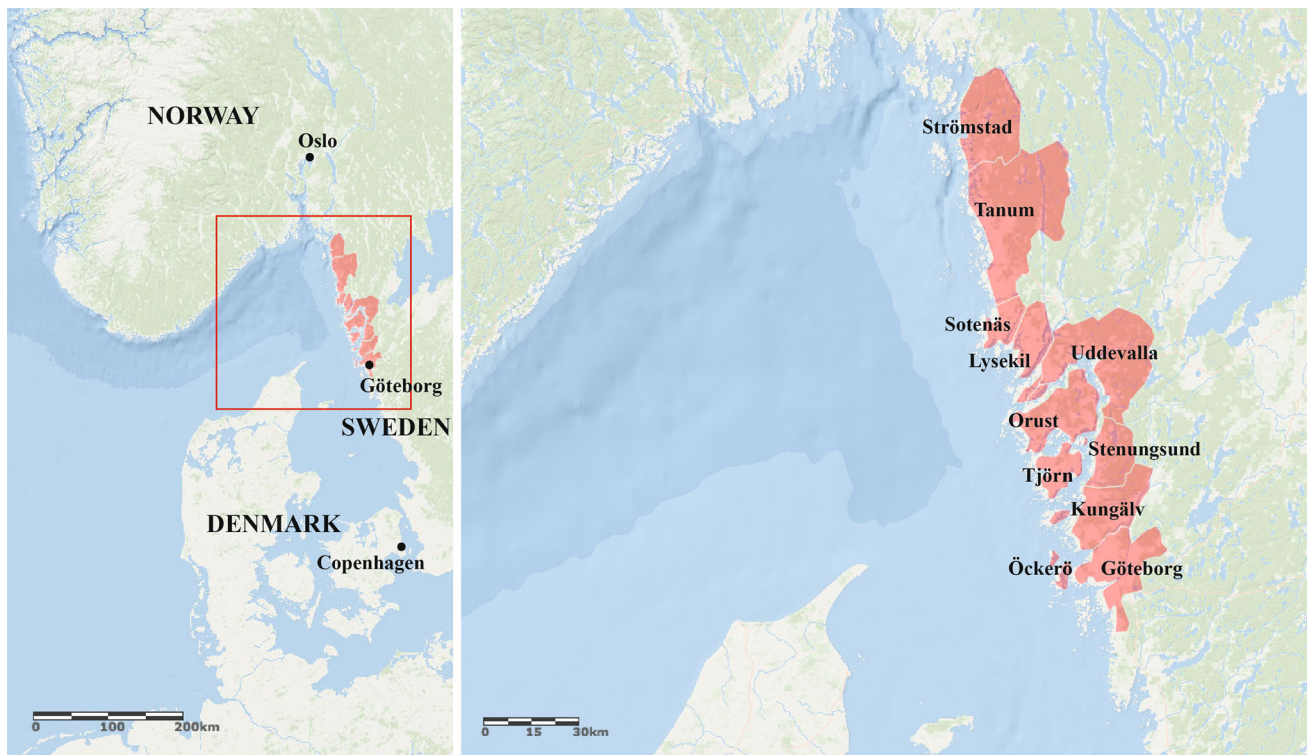 NORWAY
Oslo
Göteborg
SWEDEN
DENMARK
Copenhagen
0 100 200km
Strömstad
Tanum
Sotenäs
Lysekil
Uddevalla
Orust
Stenungsund
Tjörn
Kungälv
Öckerö
Göteborg
0 15 30km